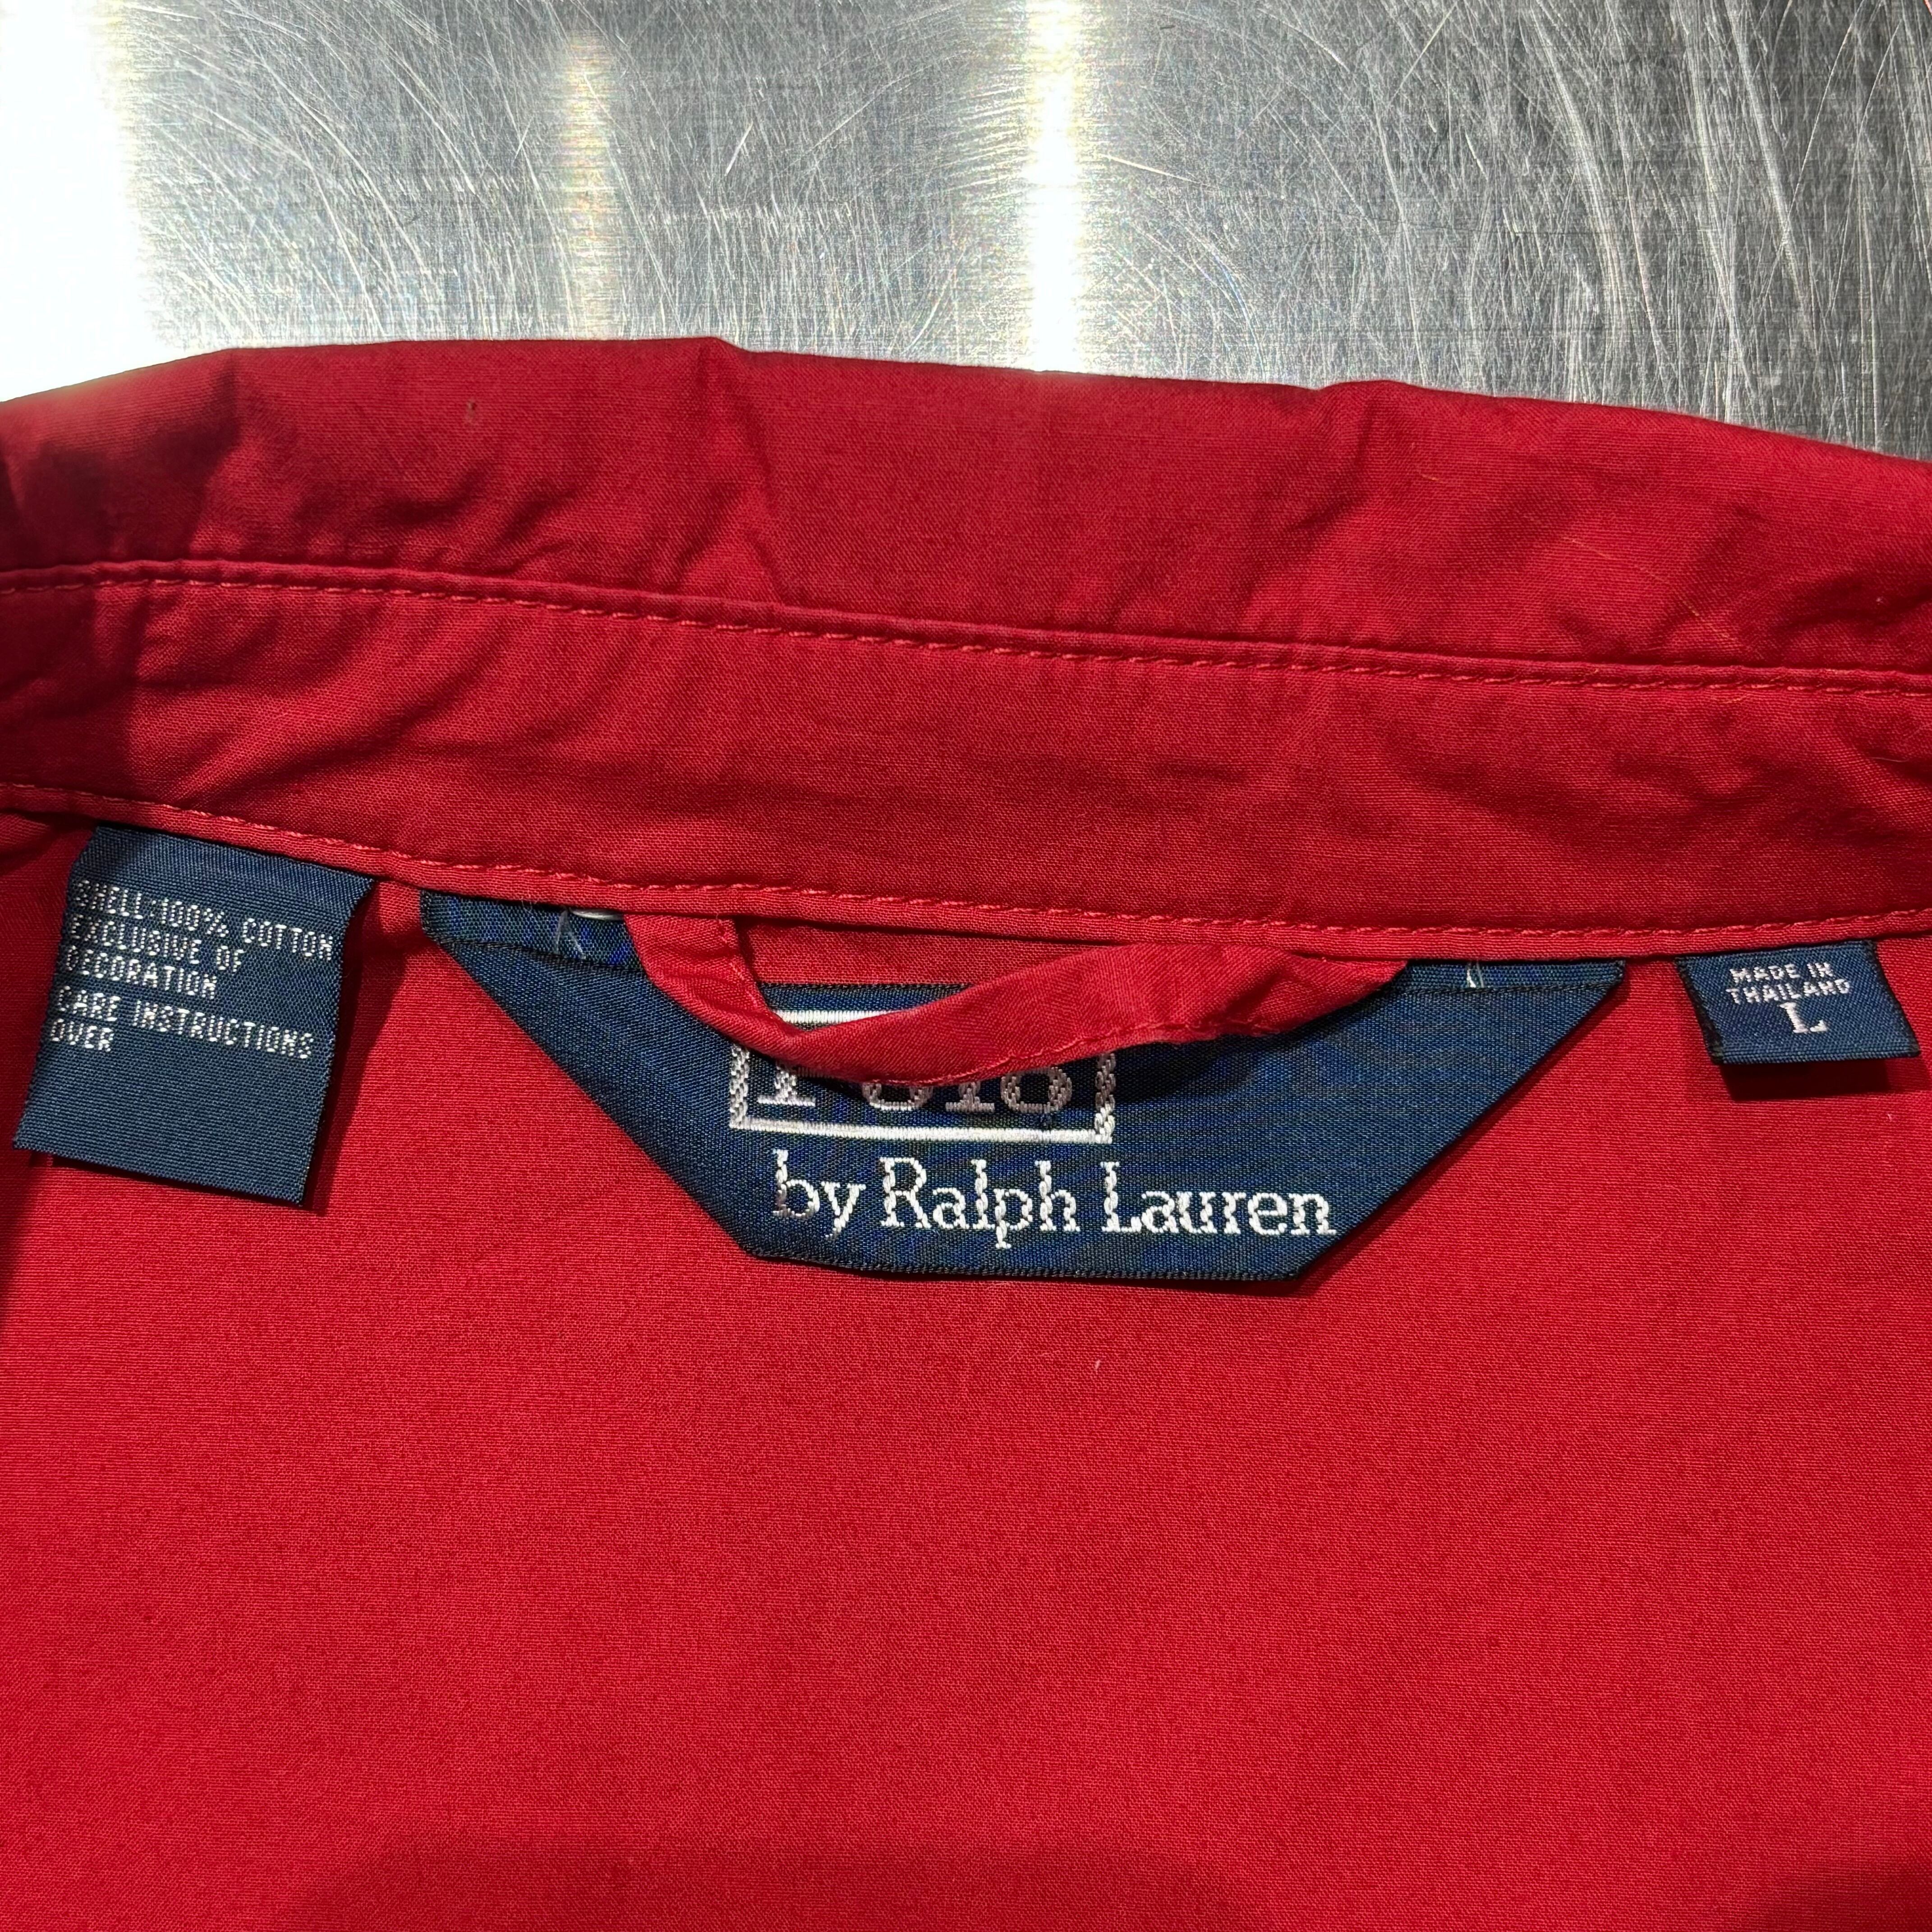 SHELL:100% COTTON
EXCLUSIVE OF
DECORATION
CARE INSTRUCTIONS
OVER
by Ralph Lauren
MADE IN
THAILAND
L